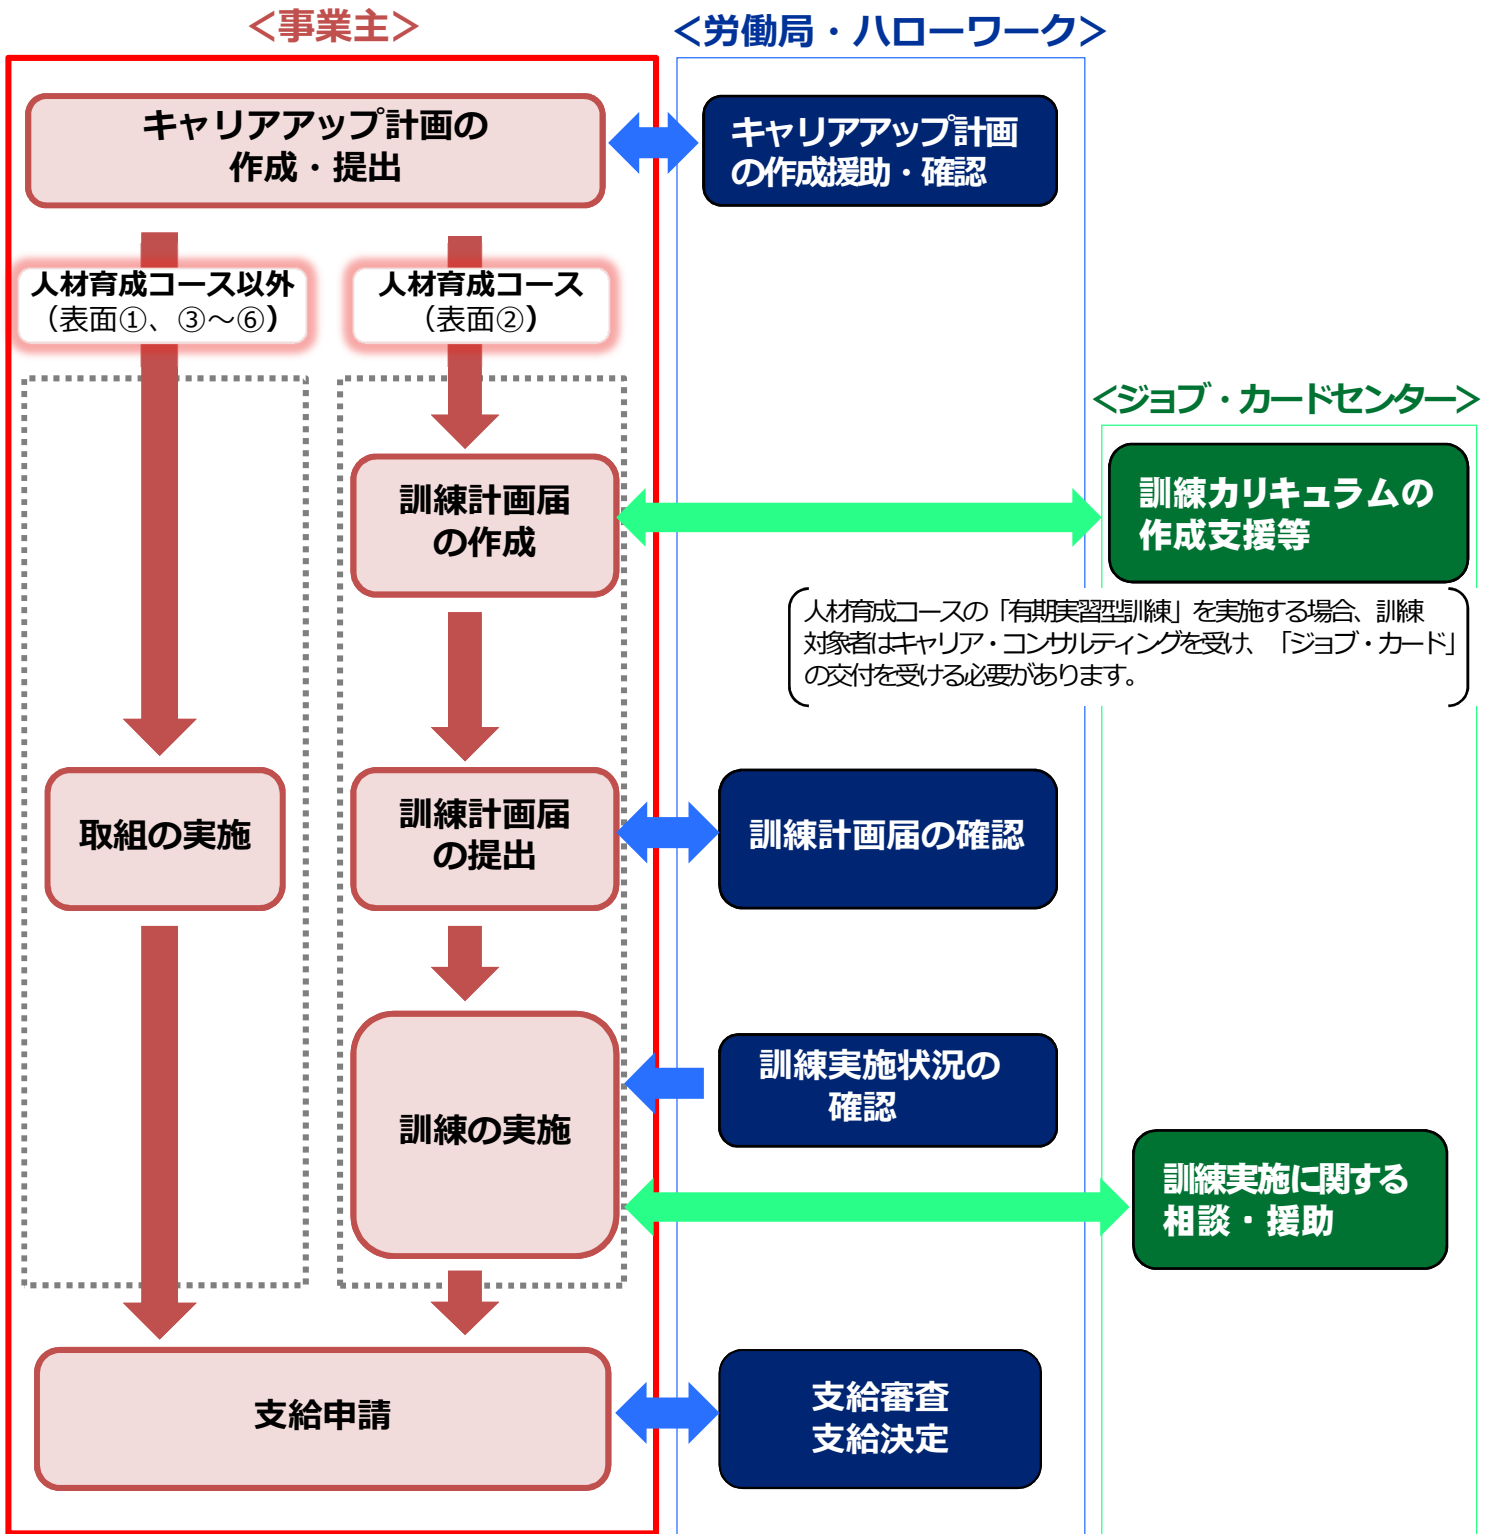 ＜事業主＞
＜労働局・ハローワーク＞
キャリアアップ計画の
作成・提出
キャリアアップ計画
の作成援助・確認
人材育成コース以外
（表面①、③～⑥）
人材育成コース
（表面②）
＜ジョブ・カードセンター＞
訓練計画届
の作成
訓練カリキュラムの
作成支援等
人材育成コースの「有期実習型訓練」を実施する場合、訓練
対象者はキャリア・コンサルティングを受け、「ジョブ・カード」
の交付を受ける必要があります。
取組の実施
訓練計画届
の提出
訓練計画届の確認
訓練の実施
訓練実施状況の
確認
訓練実施に関する
相談・援助
支給申請
支給審査
支給決定